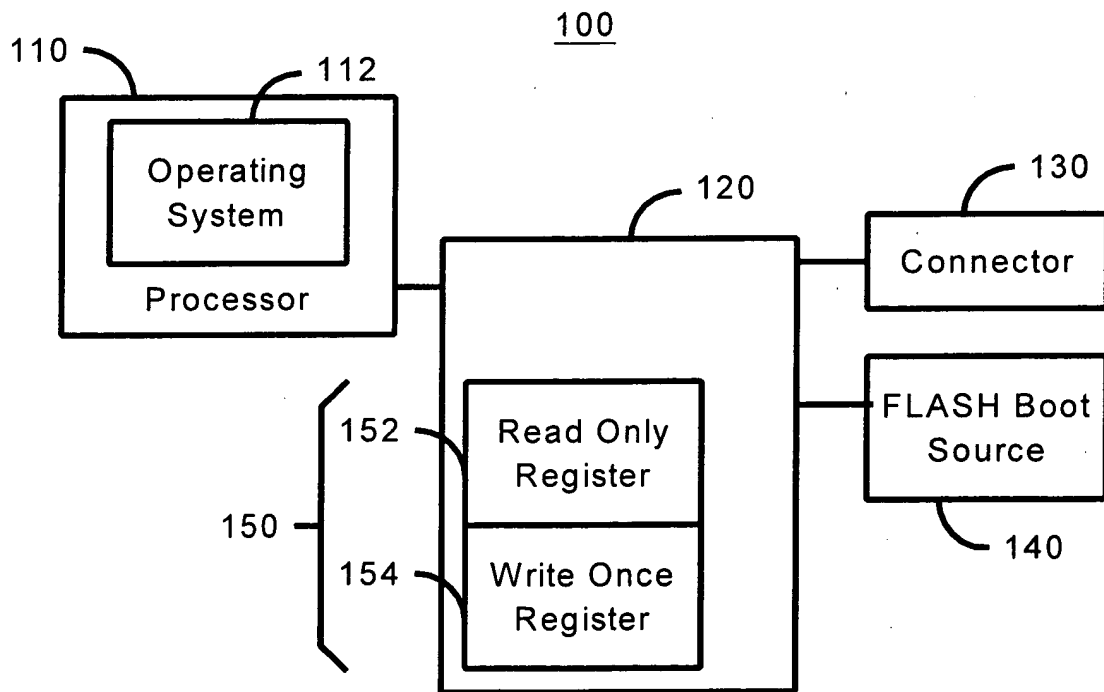 100
110
112
Operating
System
Processor
120
130
Connector
FLASH Boot
Source
140
150
152
Read Only
Register
154
Write Once
Register